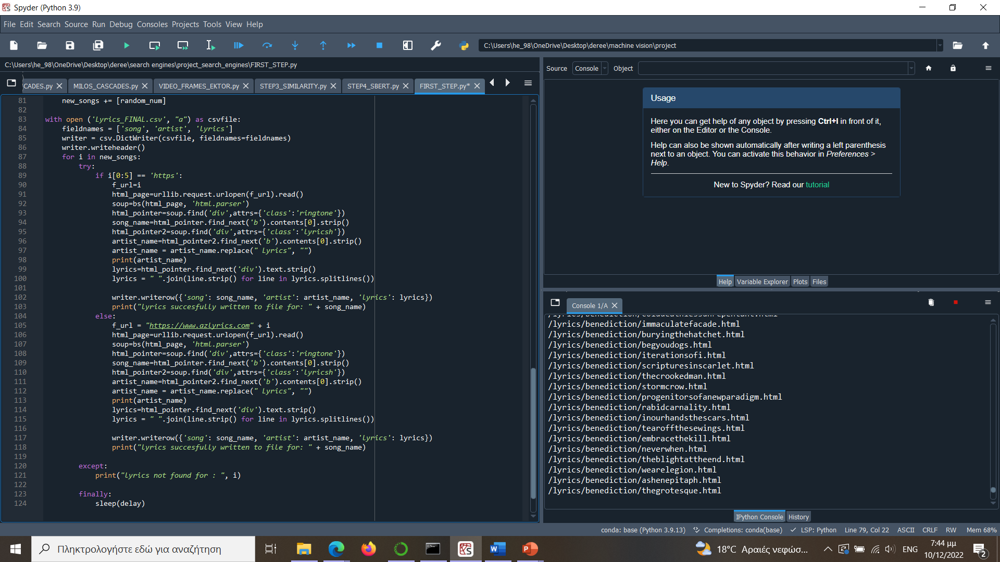 Spyder (Python 3.9)
File Edit Search Source Run Debug Consoles Projects Tools View Help
C:\Users\he_98\OneDrive\Desktop\deree\machine vision\project
C:\Users\he_98\OneDrive\Desktop\deree\search engines\project_search_engines\FIRST_STEP.py
CADES.py MILOS_CASCADES.py VIDEO_FRAMES_EKTOR.py STEP3_SIMILARITY.py STEP4_SBERT.py FIRST_STEP.py*
81 new_songs += [random_num]
82
83 with open ('Lyrics_FINAL.csv', "a") as csvfile:
84 fieldnames = ['song', 'artist', 'lyrics']
85 writer = csv.DictWriter(csvfile, fieldnames=fieldnames)
86 writer.writeheader()
87 for i in new_songs:
88 try:
89 if i[0:5] == 'https':
90 f_url=i
91 html_page=urllib.request.urlopen(f_url).read()
92 soup=bs(html_page, 'html.parser')
93 html_pointer=soup.find('div',attrs={'class':'ringtone'})
94 song_name=html_pointer.find_next('b').contents[0].strip()
95 html_pointer2=soup.find('div',attrs={'class':'lyricsh'})
96 artist_name=html_pointer2.find_next('b').contents[0].strip()
97 artist_name = artist_name.replace(" Lyrics", "")
98 print(artist_name)
99 lyrics=html_pointer.find_next('div').text.strip()
100 lyrics = " ".join(line.strip() for line in lyrics.splitlines())
101
102 writer.writerow({'song': song_name, 'artist': artist_name, 'lyrics': lyrics})
103 print("lyrics succesfully written to file for: " + song_name)
104 else:
105 f_url = "https://www.azlyrics.com" + i
106 html_page=urllib.request.urlopen(f_url).read()
107 soup=bs(html_page, 'html.parser')
108 html_pointer=soup.find('div',attrs={'class':'ringtone'})
109 song_name=html_pointer.find_next('b').contents[0].strip()
110 html_pointer2=soup.find('div',attrs={'class':'lyricsh'})
111 artist_name=html_pointer2.find_next('b').contents[0].strip()
112 artist_name = artist_name.replace(" Lyrics", "")
113 print(artist_name)
114 lyrics=html_pointer.find_next('div').text.strip()
115 lyrics = " ".join(line.strip() for line in lyrics.splitlines())
116
117 writer.writerow({'song': song_name, 'artist': artist_name, 'lyrics': lyrics})
118 print("lyrics succesfully written to file for: " + song_name)
119
120 except:
121 print("lyrics not found for : ", i)
122
123 finally:
124 sleep(delay)
Source Console Object
Usage
Here you can get help of any object by pressing Ctrl+I in front of it,
either on the Editor or the Console.
Help can also be shown automatically after writing a left parenthesis
next to an object. You can activate this behavior in Preferences >
Help.
New to Spyder? Read our tutorial
Help Variable Explorer Plots Files
Console 1/A
/lyrics/benediction/immaculatefacade.html
/lyrics/benediction/buryingthehatchet.html
/lyrics/benediction/begyoudogs.html
/lyrics/benediction/iterationsofi.html
/lyrics/benediction/scripturesinscarlet.html
/lyrics/benediction/thecrookedman.html
/lyrics/benediction/stormcrow.html
/lyrics/benediction/progenitorsofanewparadigm.html
/lyrics/benediction/rabidcarnality.html
/lyrics/benediction/inourhandsthescars.html
/lyrics/benediction/tearoffthesewings.html
/lyrics/benediction/embracethekill.html
/lyrics/benediction/neverwhen.html
/lyrics/benediction/theblightattheend.html
/lyrics/benediction/wearelegion.html
/lyrics/benediction/ashenepitaph.html
/lyrics/benediction/thegrotesque.html
IPython Console History
conda: base (Python 3.9.13) Completions: conda(base) LSP: Python Line 79, Col 22 ASCII CRLF RW Mem 68%
Πληκτρολογήστε εδώ για αναζήτηση
18°C Αραιές νεφώσ... ENG
7:44 μμ
10/12/2022
2